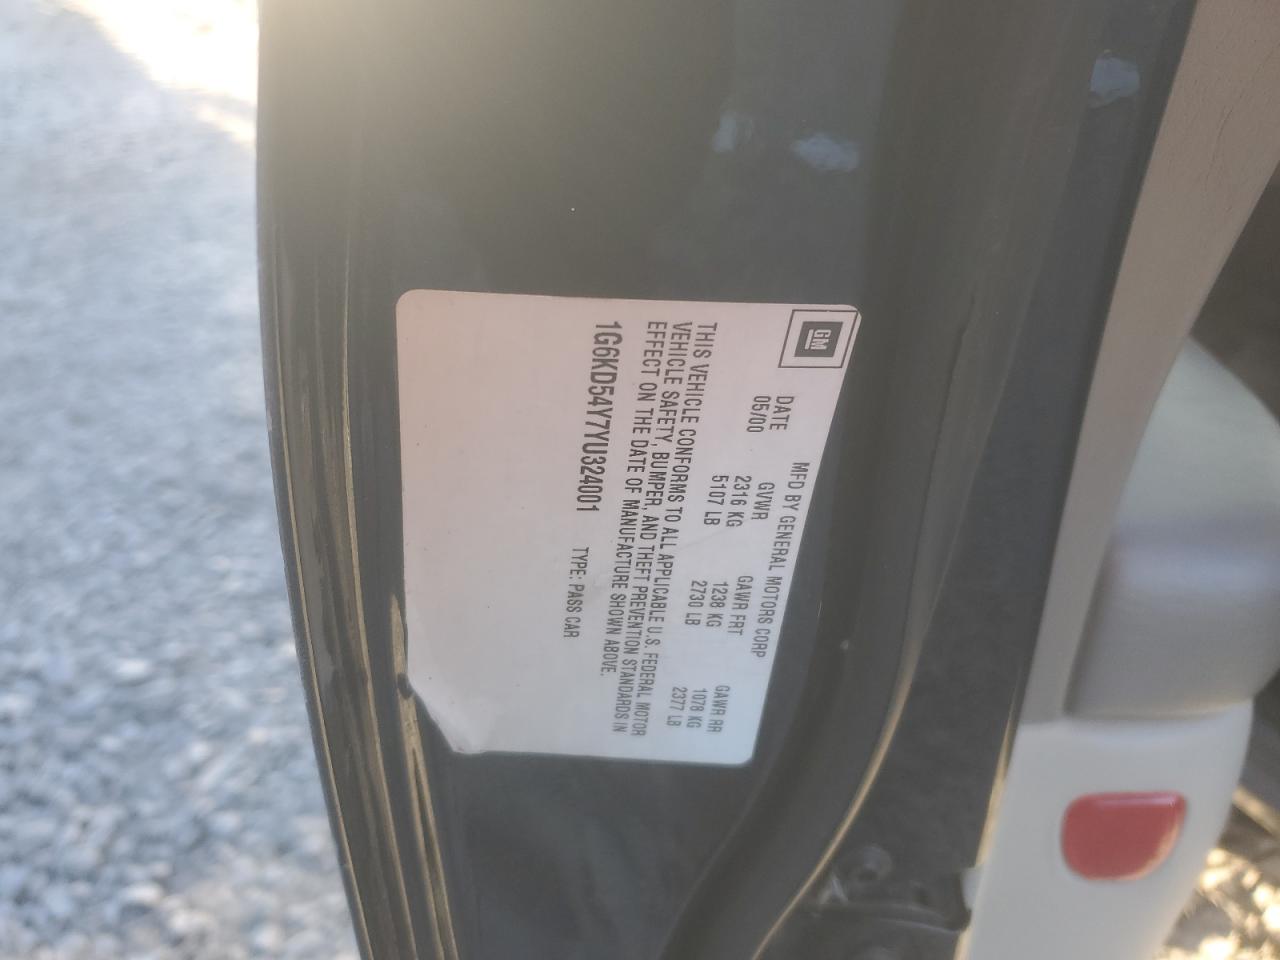 GM
MFD BY GENERAL MOTORS CORP
DATE GVWR GAWR FRT GAWR RR
05/00 2316 KG 1238 KG 1078 KG
5107 LB 2730 LB 2377 LB
THIS VEHICLE CONFORMS TO ALL APPLICABLE U.S. FEDERAL MOTOR
VEHICLE SAFETY, BUMPER, AND THEFT PREVENTION STANDARDS IN
EFFECT ON THE DATE OF MANUFACTURE SHOWN ABOVE.
1G6KD54Y7YU324001 TYPE: PASS CAR